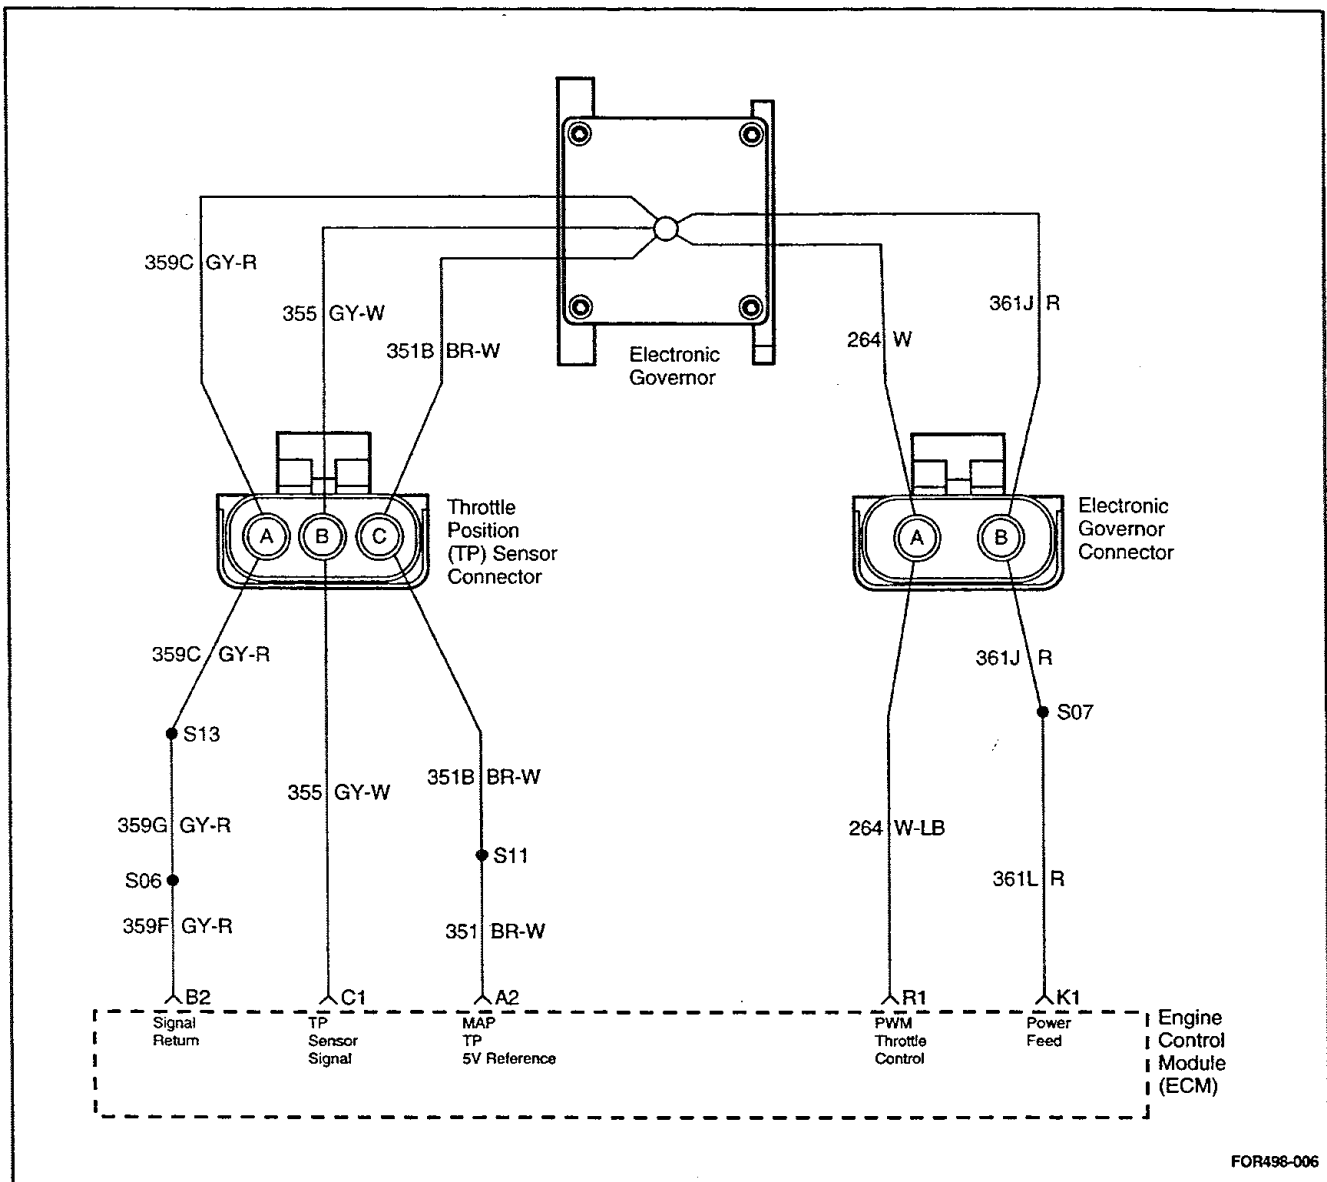 359C GY-R
355 GY-W
351B BR-W
Electronic
Governor
264 W
361J R
A B C
Throttle
Position
(TP) Sensor
Connector
A B
Electronic
Governor
Connector
359C GY-R
361J R
S13
S07
351B BR-W
355 GY-W
359G GY-R
264 W-LB
S11
S06
361L R
359F GY-R
351 BR-W
B2
C1
A2
R1
K1
Signal
Return
TP
Sensor
Signal
MAP
TP
5V Reference
PWM
Throttle
Control
Power
Feed
Engine
Control
Module
(ECM)
FOR498-006